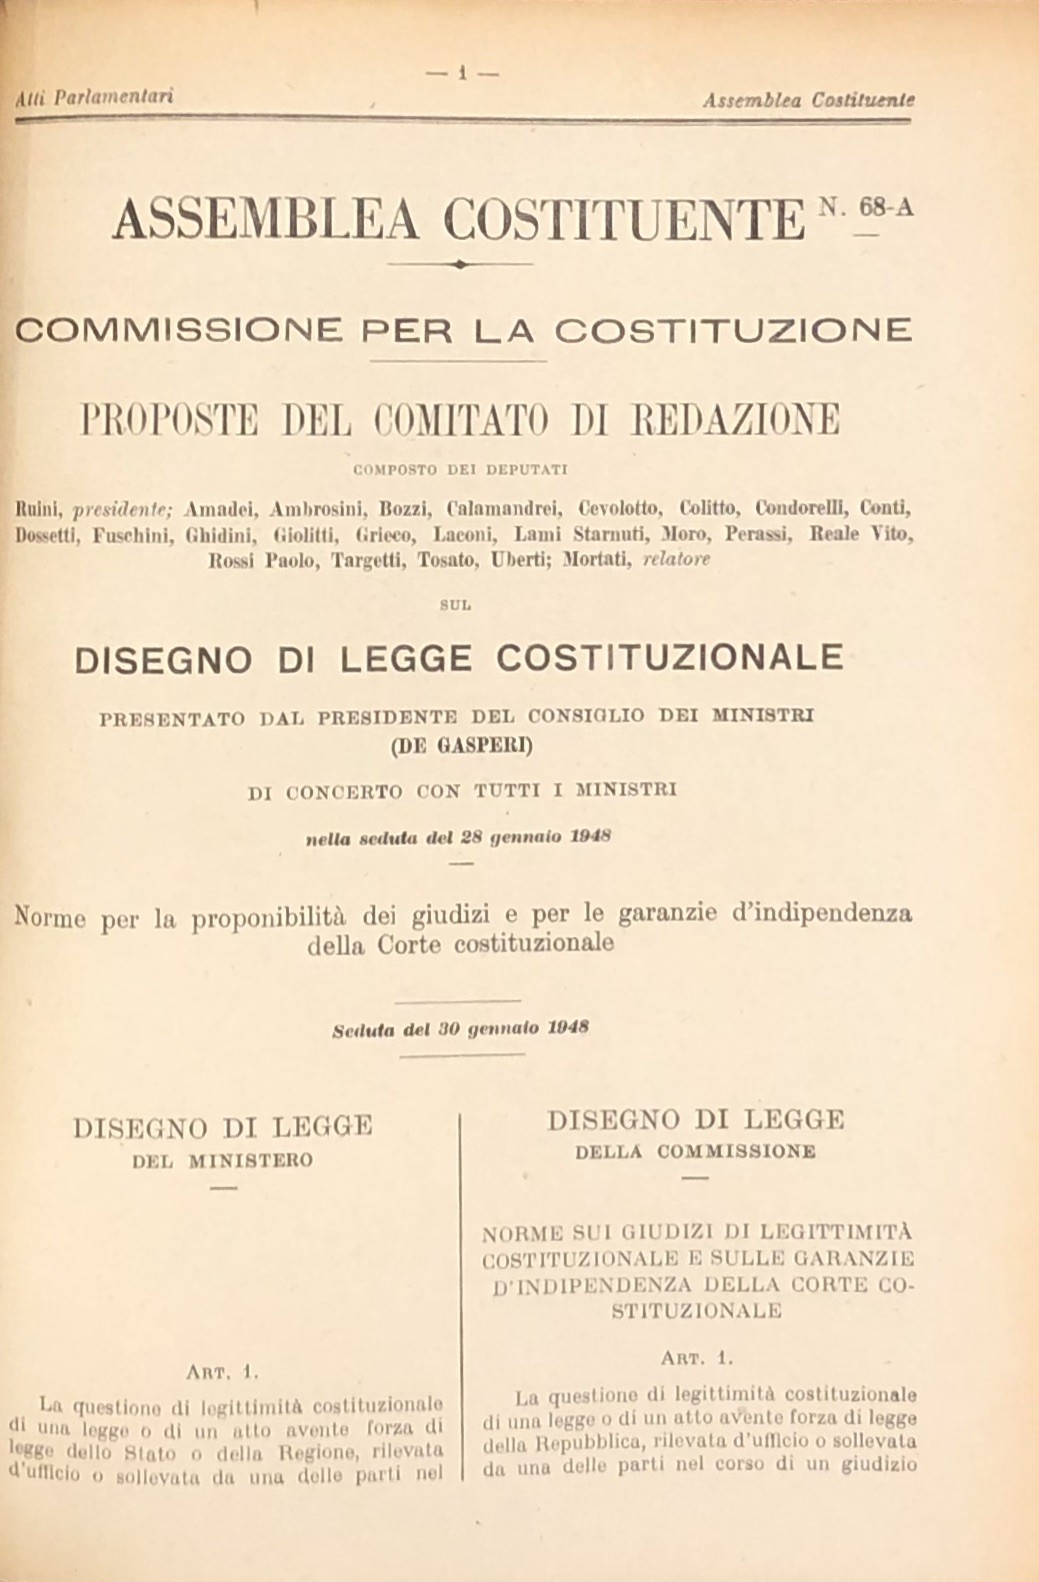 — 1 —
Atti Parlamentari
Assemblea Costituente
ASSEMBLEA COSTITUENTE N. 68-A
COMMISSIONE PER LA COSTITUZIONE
PROPOSTE DEL COMITATO DI REDAZIONE
COMPOSTO DEI DEPUTATI
Ruini, presidente; Amadei, Ambrosini, Bozzi, Calamandrei, Cevolotto, Colitto, Condorelli, Conti,
Dossetti, Fuschini, Ghidini, Giolitti, Grieco, Laconi, Lami Starnuti, Moro, Perassi, Reale Vito,
Rossi Paolo, Targetti, Tosato, Uberti; Mortati, relatore
SUL
DISEGNO DI LEGGE COSTITUZIONALE
PRESENTATO DAL PRESIDENTE DEL CONSIGLIO DEI MINISTRI
(DE GASPERI)
DI CONCERTO CON TUTTI I MINISTRI
nella seduta del 28 gennaio 1948
Norme per la proponibilità dei giudizi e per le garanzie d'indipendenza
della Corte costituzionale
Seduta del 30 gennaio 1948
DISEGNO DI LEGGE
DEL MINISTERO
ART. 1.
La questione di legittimità costituzionale
di una legge o di un atto avente forza di
legge dello Stato o della Regione, rilevata
d'ufficio o sollevata da una delle parti nel
DISEGNO DI LEGGE
DELLA COMMISSIONE
NORME SUI GIUDIZI DI LEGITTIMITÀ
COSTITUZIONALE E SULLE GARANZIE
D'INDIPENDENZA DELLA CORTE CO-
STITUZIONALE
ART. 1.
La questione di legittimità costituzionale
di una legge o di un atto avente forza di legge
della Repubblica, rilevata d'ufficio o sollevata
da una delle parti nel corso di un giudizio